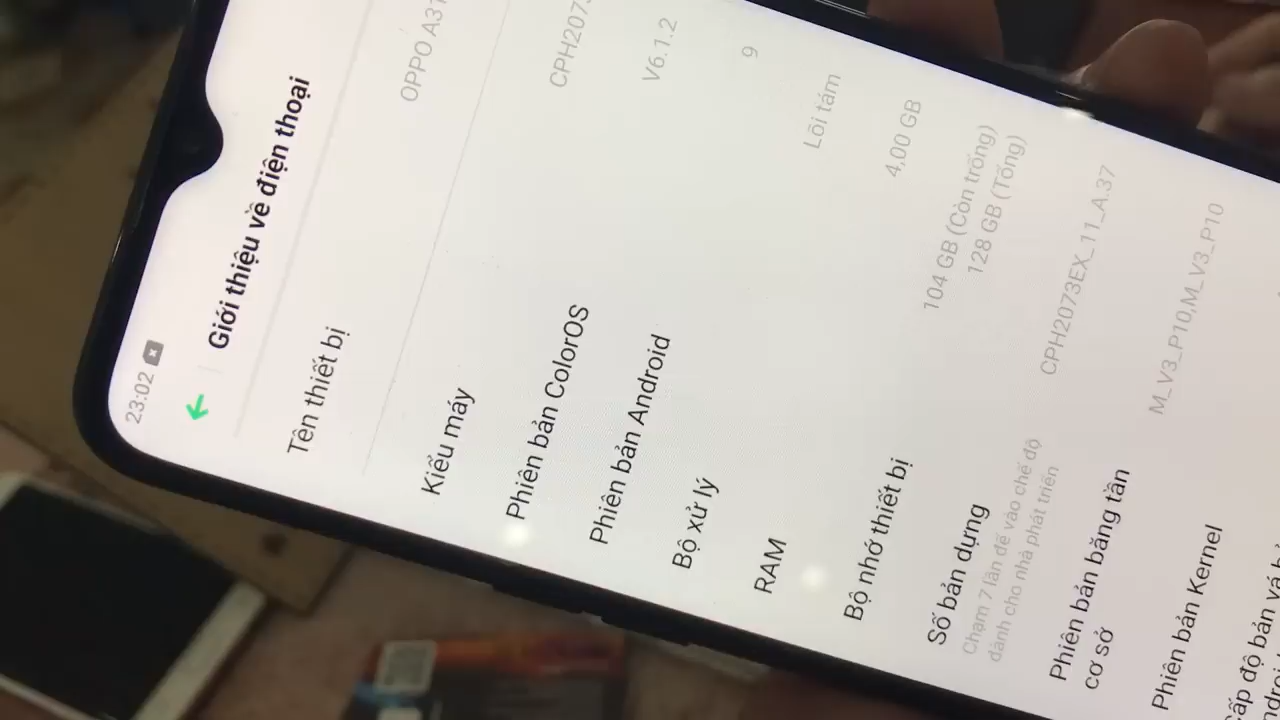 23:02
Giới thiệu về điện thoại
Tên thiết bị
OPPO A31
Kiểu máy
CPH2073
Phiên bản ColorOS
V6.1.2
Phiên bản Android
9
Bộ xử lý
Lõi tám
RAM
4,00 GB
Bộ nhớ thiết bị
104 GB (Còn trống)
128 GB (Tổng)
Số bản dựng
CPH2073EX_11_A.37
Chạm 7 lần để vào chế độ
dành cho nhà phát triển
Phiên bản băng tần
cơ sở
M_V3_P10,M_V3_P10
Phiên bản Kernel
độ bản vá